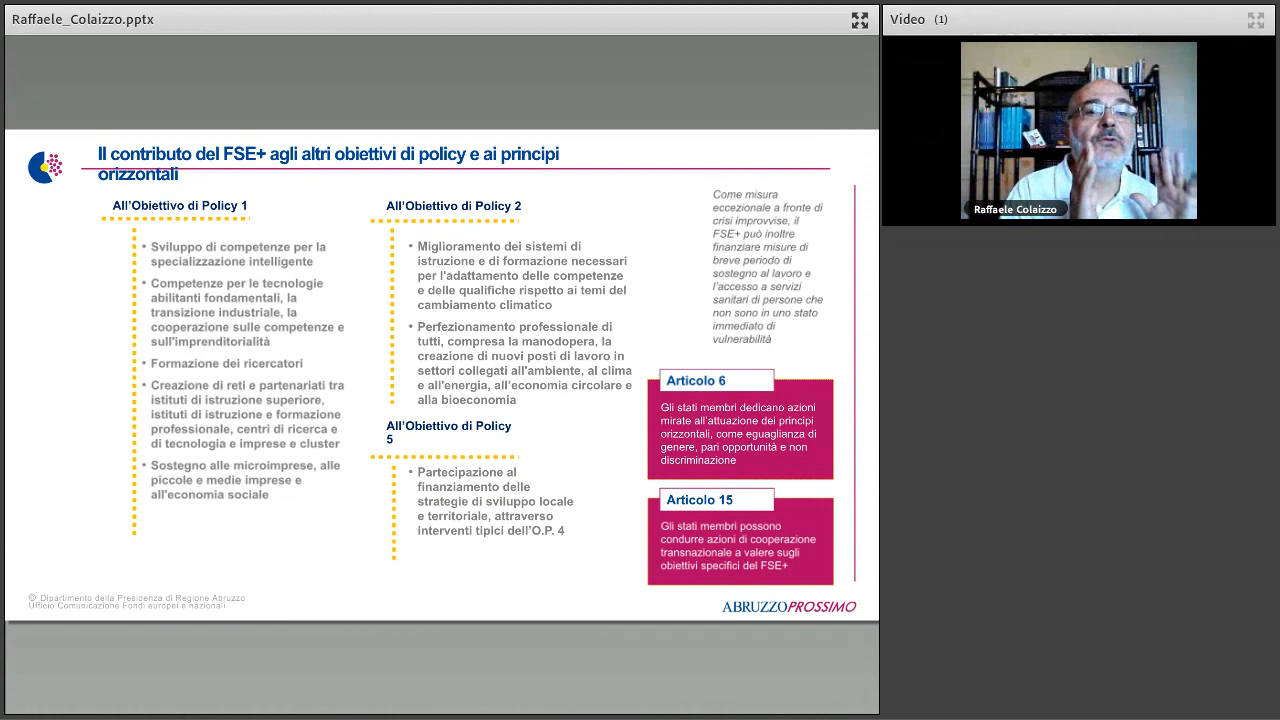 Raffaele_Colaizzo.pptx
Video (1)
Raffaele Colaizzo
Il contributo del FSE+ agli altri obiettivi di policy e ai principi
orizzontali
All'Obiettivo di Policy 1
• Sviluppo di competenze per la
specializzazione intelligente
• Competenze per le tecnologie
abilitanti fondamentali, la
transizione industriale, la
cooperazione sulle competenze e
sull'imprenditorialità
• Formazione dei ricercatori
• Creazione di reti e partenariati tra
istituti di istruzione superiore,
istituti di istruzione e formazione
professionale, centri di ricerca e
di tecnologia e imprese e cluster
• Sostegno alle microimprese, alle
piccole e medie imprese e
all'economia sociale
All'Obiettivo di Policy 2
• Miglioramento dei sistemi di
istruzione e di formazione necessari
per l'adattamento delle competenze
e delle qualifiche rispetto ai temi del
cambiamento climatico
• Perfezionamento professionale di
tutti, compresa la manodopera, la
creazione di nuovi posti di lavoro in
settori collegati all'ambiente, al clima
e all'energia, all'economia circolare e
alla bioeconomia
All'Obiettivo di Policy
5
• Partecipazione al
finanziamento delle
strategie di sviluppo locale
e territoriale, attraverso
interventi tipici dell'O.P. 4
Come misura
eccezionale a fronte di
crisi improvvise, il
FSE+ può inoltre
finanziare misure di
breve periodo di
sostegno al lavoro e
l'accesso a servizi
sanitari di persone che
non sono in uno stato
immediato di
vulnerabilità
Articolo 6
Gli stati membri dedicano azioni
mirate all'attuazione dei principi
orizzontali, come eguaglianza di
genere, pari opportunità e non
discriminazione
Articolo 15
Gli stati membri possono
condurre azioni di cooperazione
transnazionale a valere sugli
obiettivi specifici del FSE+
© Dipartimento della Presidenza di Regione Abruzzo
Ufficio Comunicazione Fondi europei e nazionali
ABRUZZOPROSSIMO